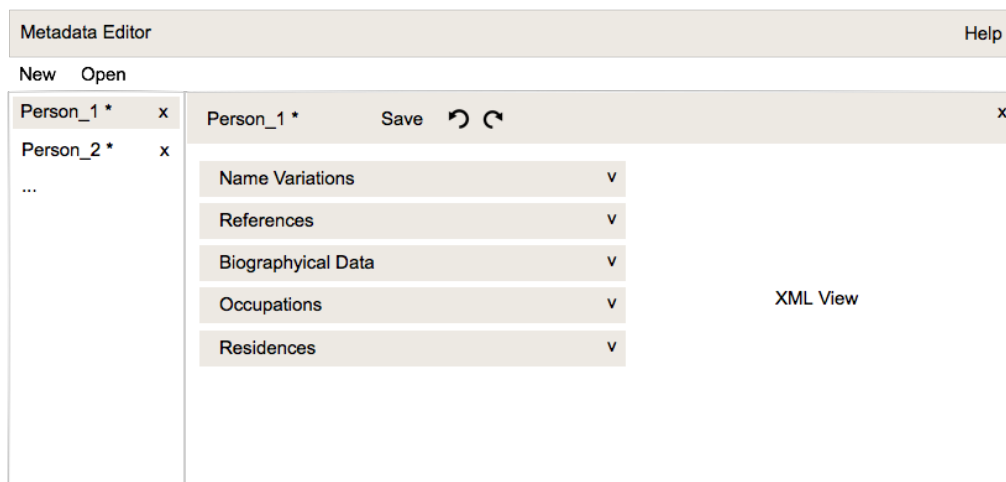 Metadata Editor Help
New Open
Person_1 * x
Person_2 * x
...
Person_1 * Save x
Name Variations v
References v
Biographyical Data v
Occupations v
Residences v
XML View